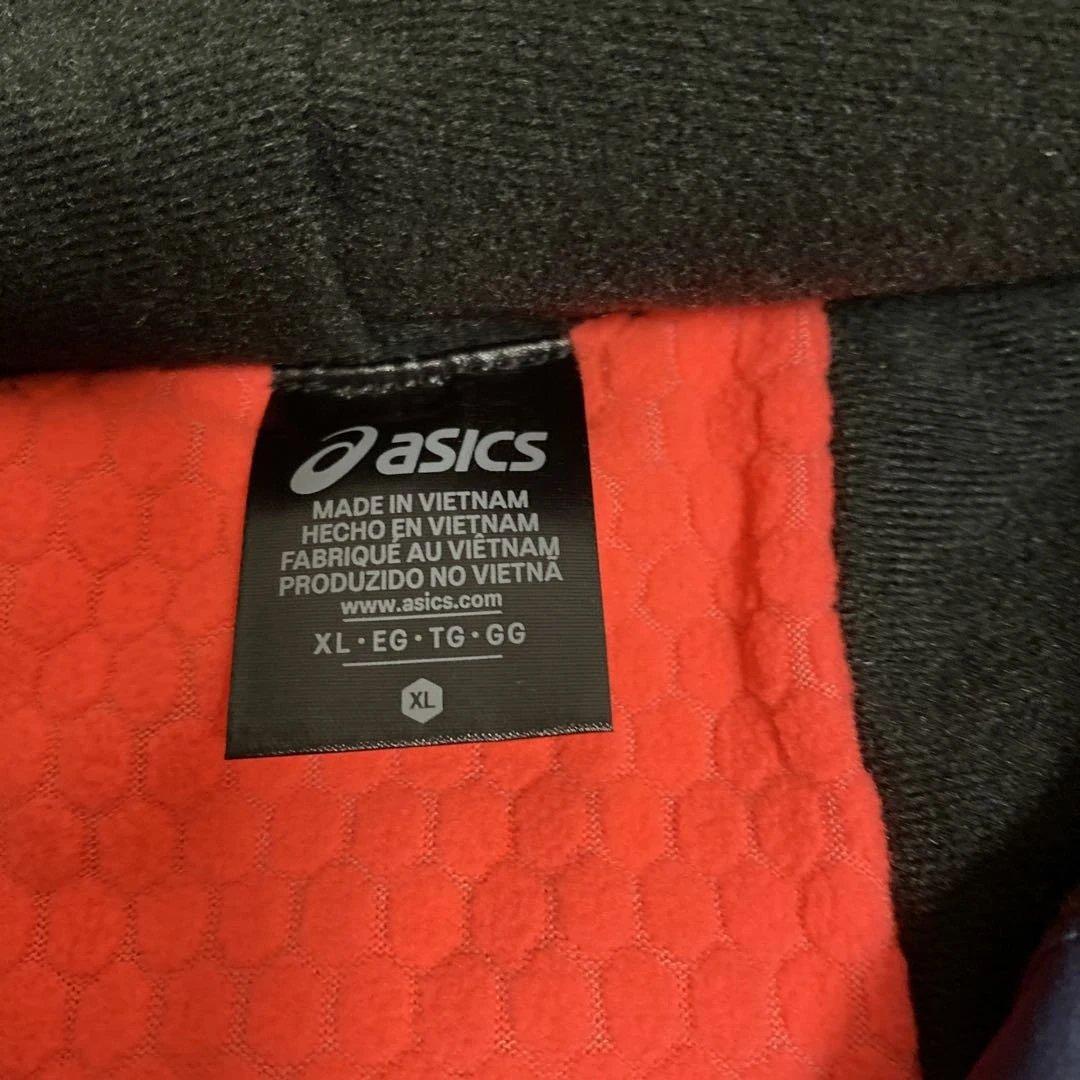 asics
MADE IN VIETNAM
HECHO EN VIETNAM
FABRIQUÉ AU VIÊTNAM
PRODUZIDO NO VIETNÃ
www.asics.com
XL・EG・TG・GG
XL